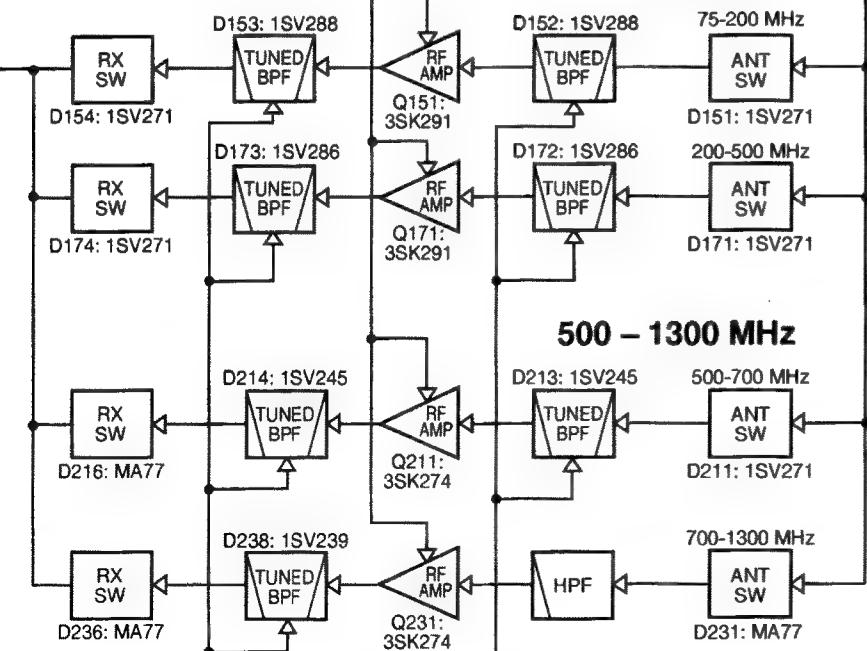 D153: 1SV288
D152: 1SV288
75-200 MHz
RX
SW
TUNED
BPF
RF
AMP
TUNED
BPF
ANT
SW
D154: 1SV271
Q151:
3SK291
D151: 1SV271
D173: 1SV286
D172: 1SV286
200-500 MHz
RX
SW
TUNED
BPF
RF
AMP
TUNED
BPF
ANT
SW
D174: 1SV271
Q171:
3SK291
D171: 1SV271
500 – 1300 MHz
D214: 1SV245
D213: 1SV245
500-700 MHz
RX
SW
TUNED
BPF
RF
AMP
TUNED
BPF
ANT
SW
D216: MA77
Q211:
3SK274
D211: 1SV271
D238: 1SV239
700-1300 MHz
RX
SW
TUNED
BPF
RF
AMP
HPF
ANT
SW
D236: MA77
Q231:
3SK274
D231: MA77